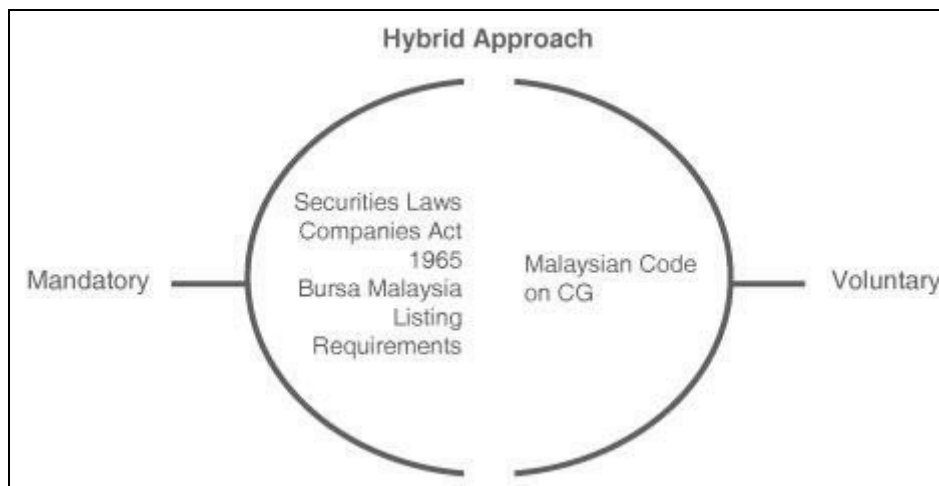 Hybrid Approach
Mandatory
Securities Laws
Companies Act
1965
Bursa Malaysia
Listing
Requirements
Malaysian Code
on CG
Voluntary